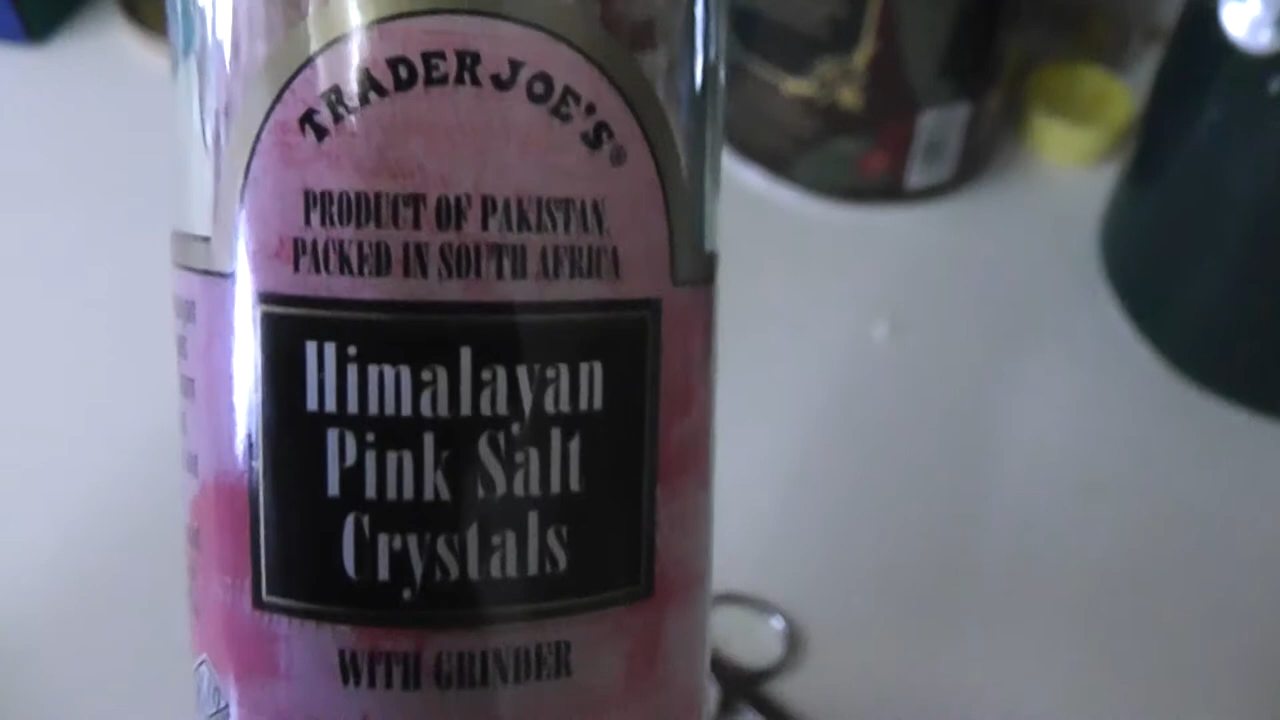 TRADER JOE'S®
PRODUCT OF PAKISTAN
PACKED IN SOUTH AFRICA
Himalayan
Pink Salt
Crystals
WITH GRINDER